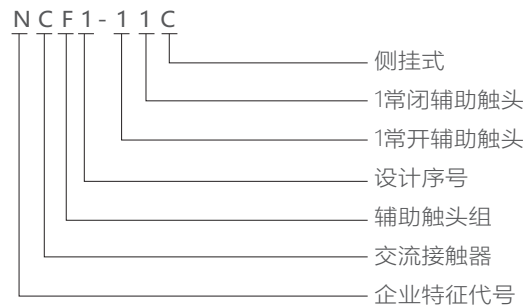 NCF1-11C
侧挂式
1常闭辅助触头
1常开辅助触头
设计序号
辅助触头组
交流接触器
企业特征代号